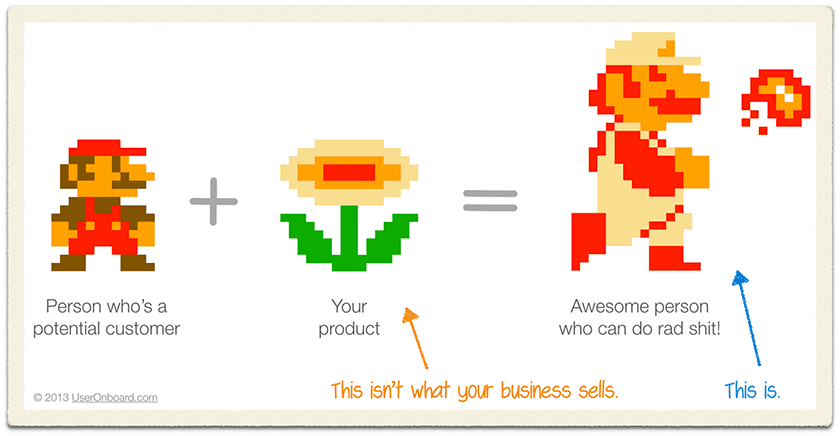 Person who's a
potential customer
Your
product
Awesome person
who can do rad shit!
This isn't what your business sells.
This is.
© 2013 UserOnboard.com